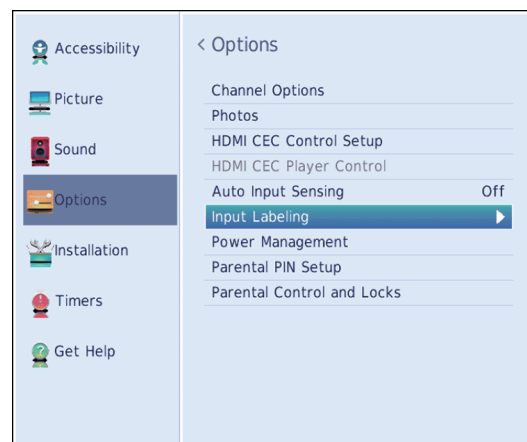 Accessibility
Picture
Sound
Options
Installation
Timers
Get Help
< Options
Channel Options
Photos
HDMI CEC Control Setup
HDMI CEC Player Control
Auto Input Sensing Off
Input Labeling
Power Management
Parental PIN Setup
Parental Control and Locks